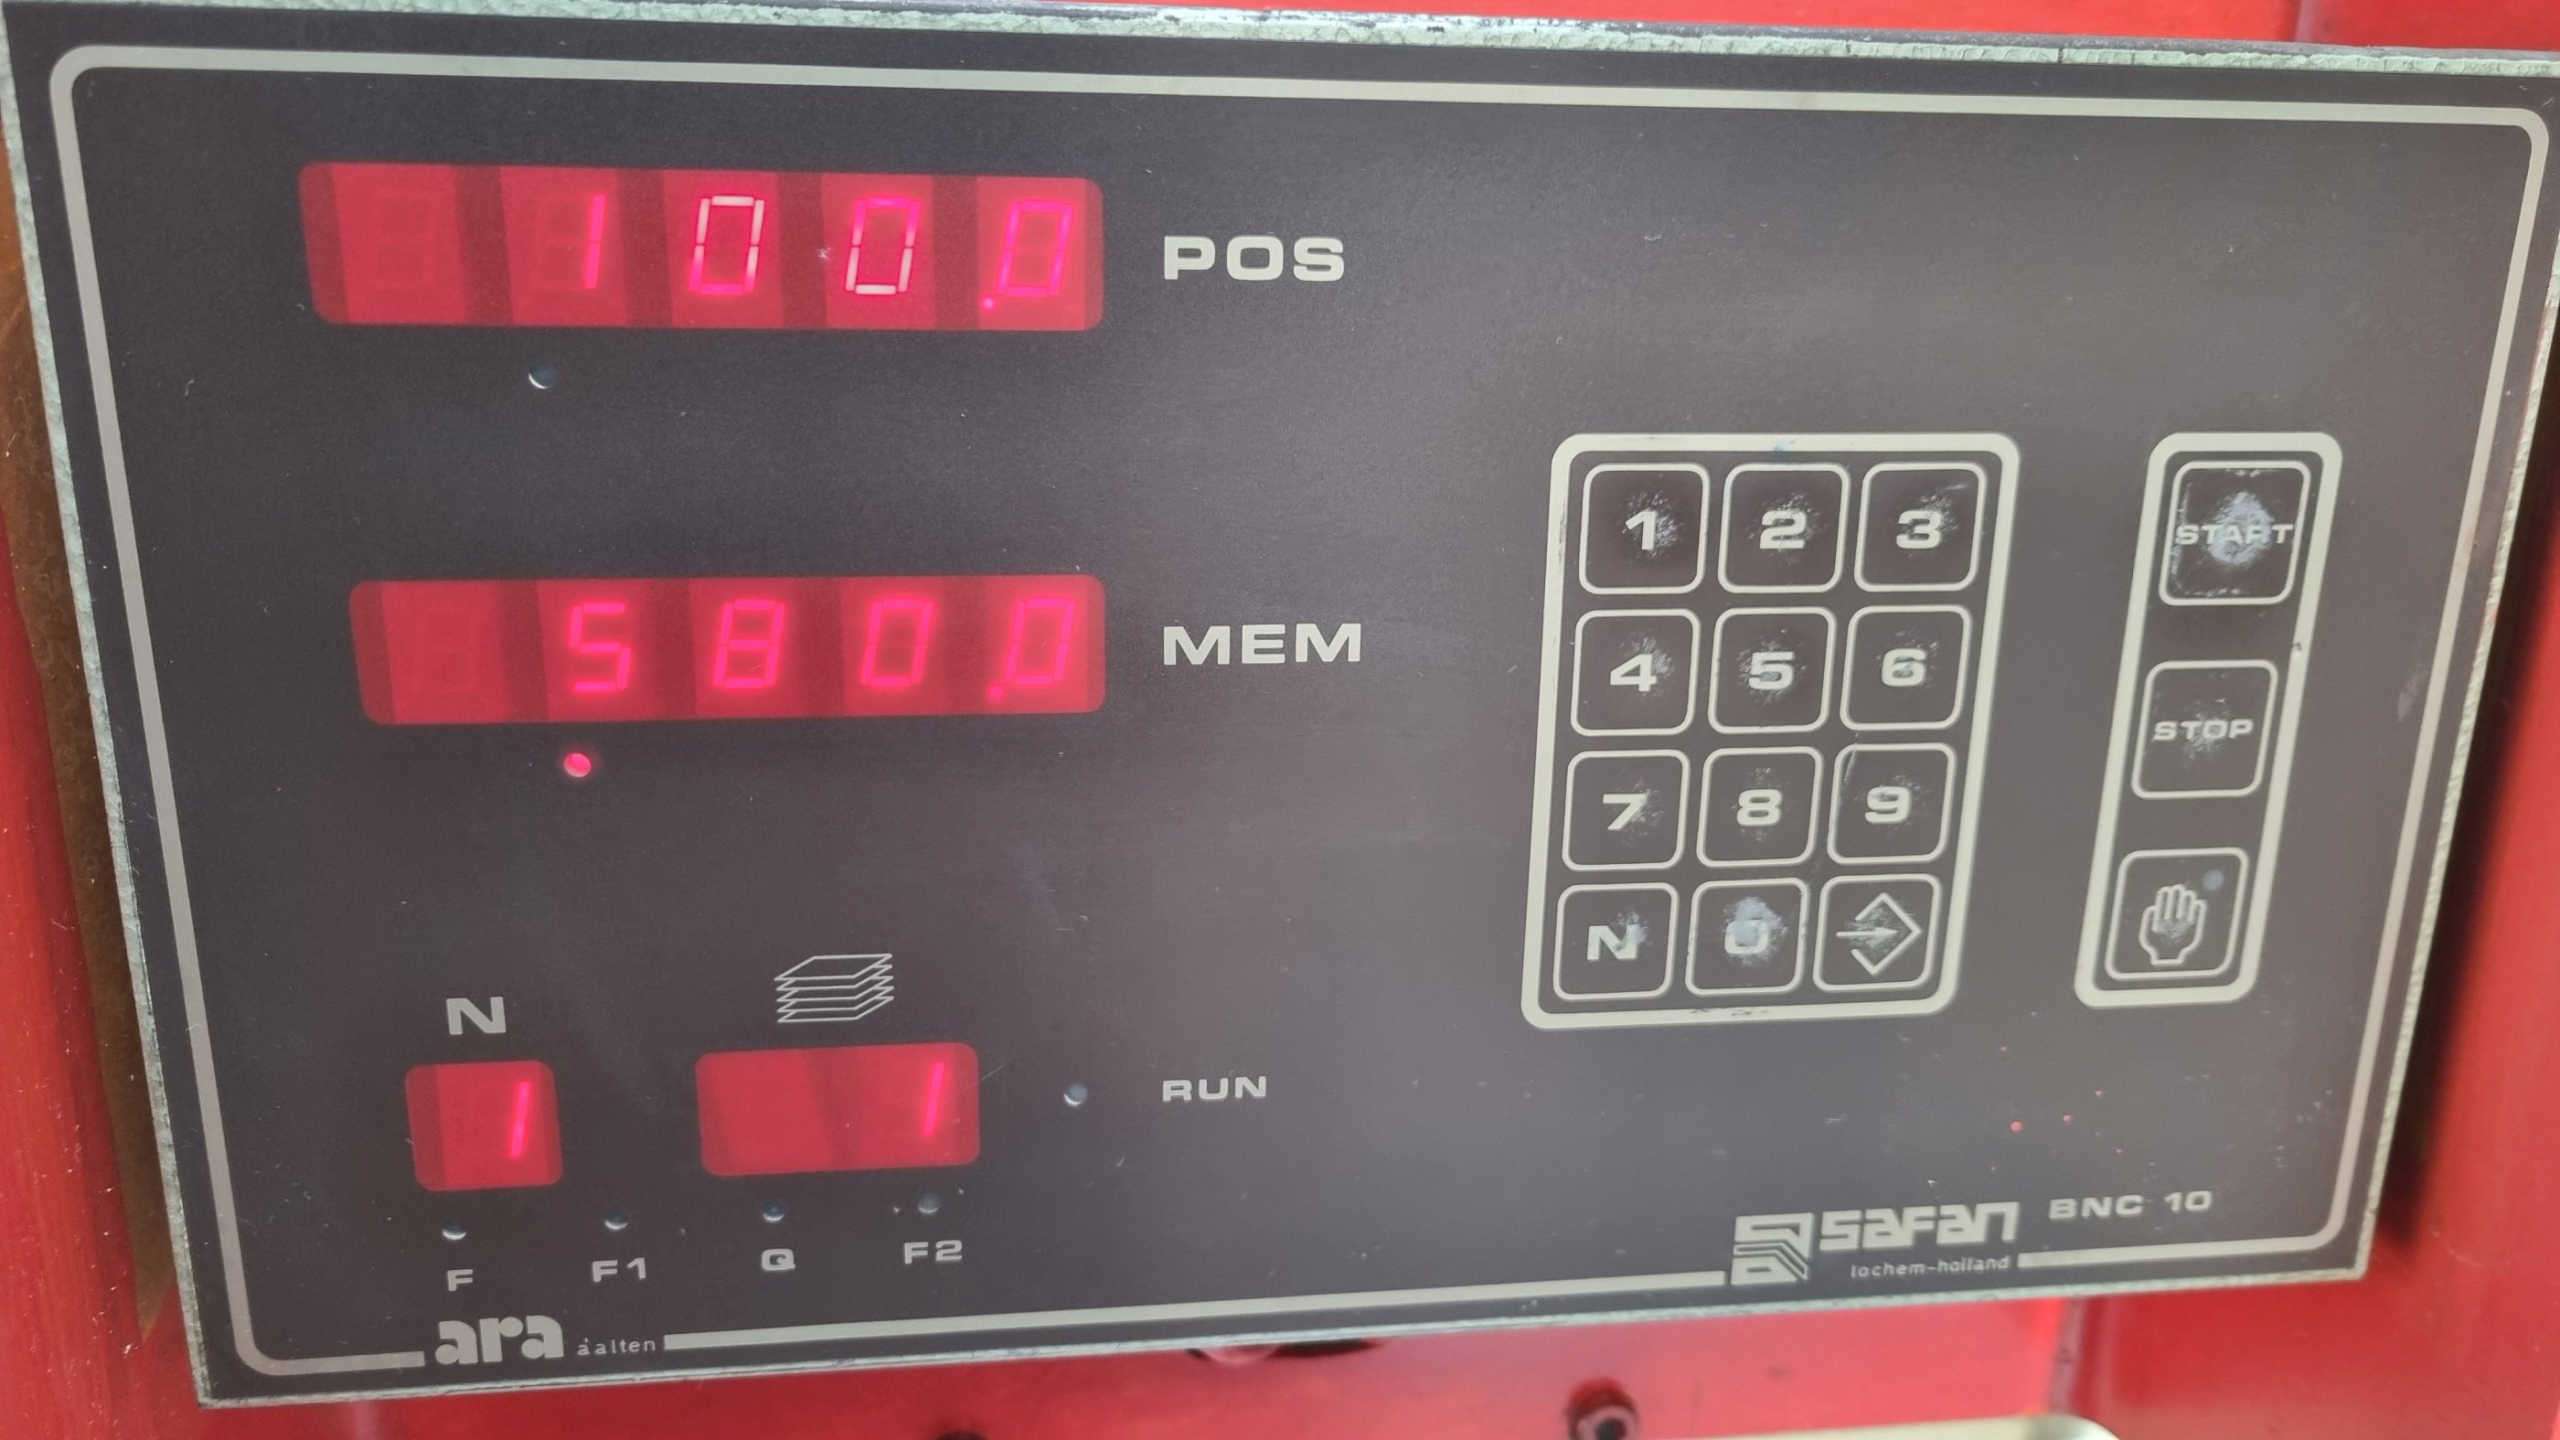 100.0 POS
580.0 MEM
N
1 1 RUN
F F1 Q F2
1 2 3
4 5 6
7 8 9
N 0
START
STOP
safan BNC 10
lochem-holland
ara aalten